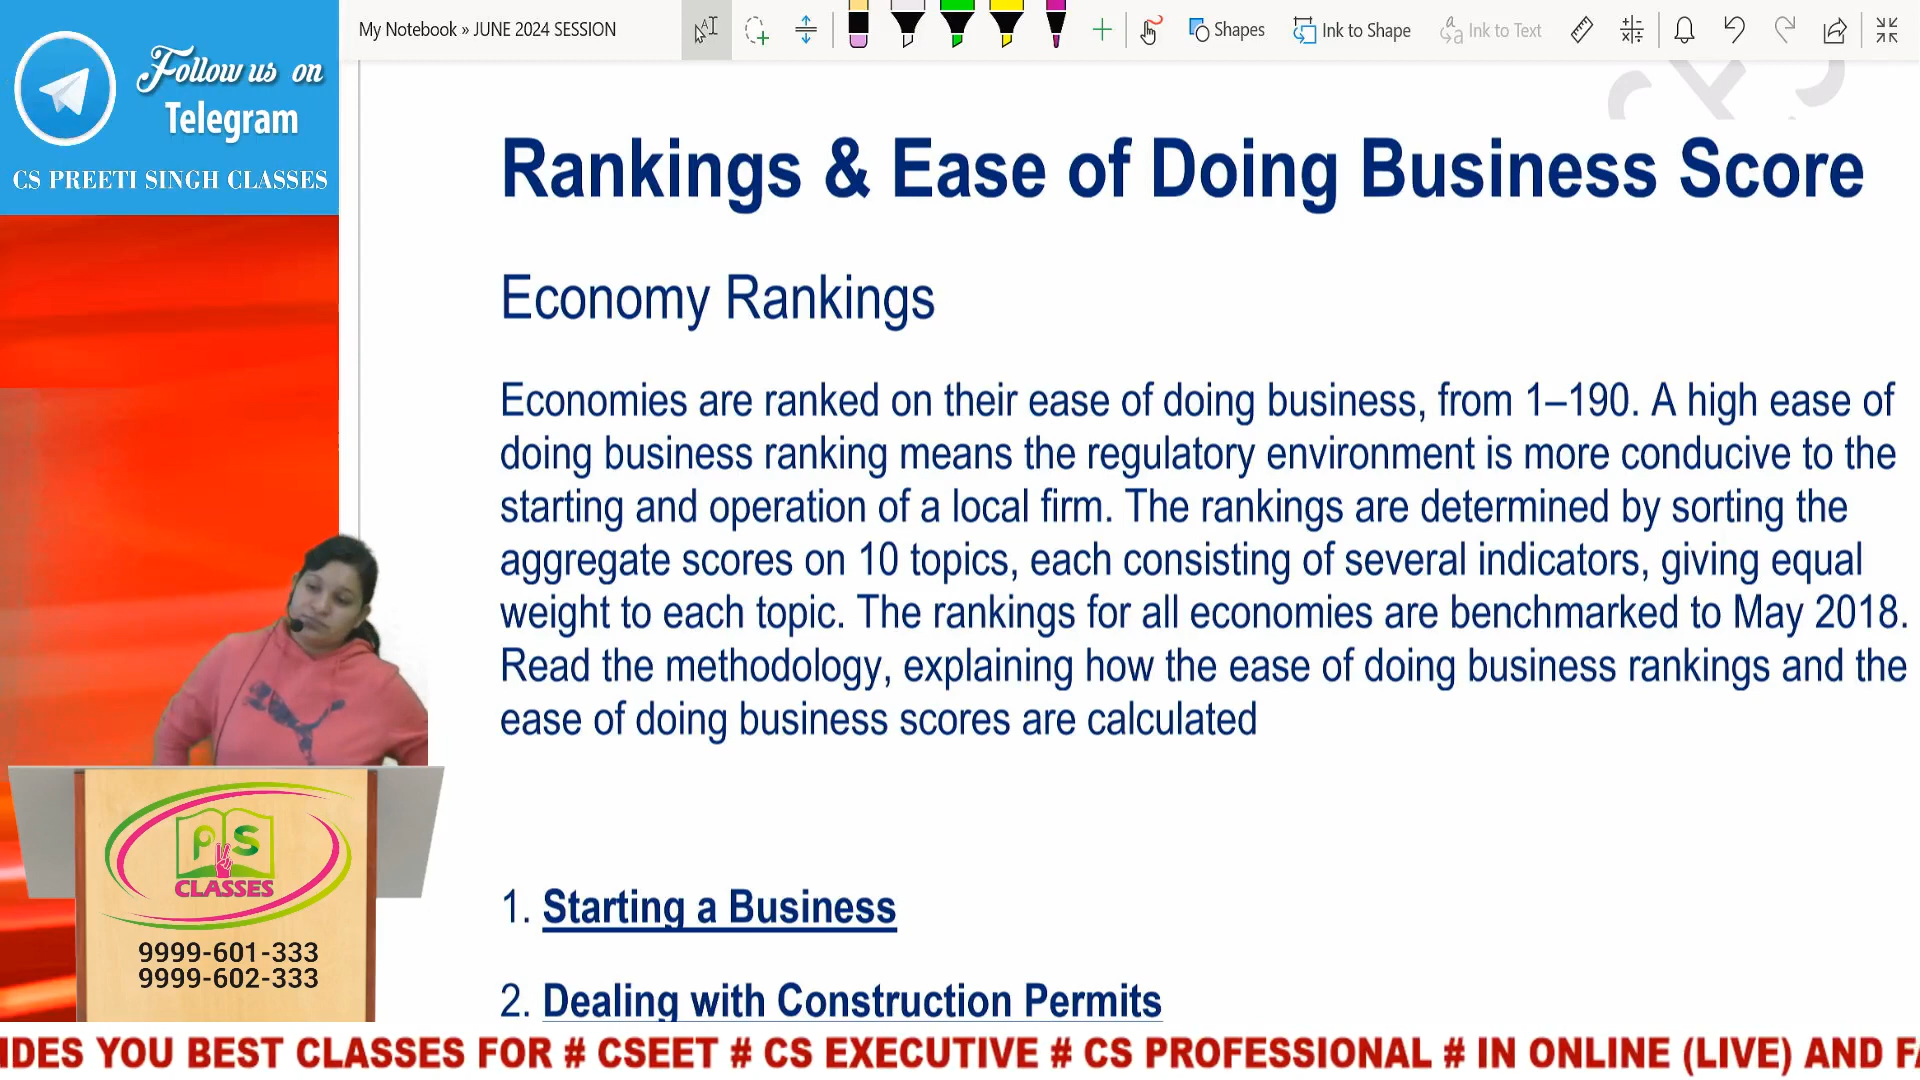 Follow us on
Telegram
CS PREETI SINGH CLASSES
My Notebook » JUNE 2024 SESSION
Shapes
Ink to Shape
Ink to Text
Rankings & Ease of Doing Business Score
Economy Rankings
Economies are ranked on their ease of doing business, from 1–190. A high ease of
doing business ranking means the regulatory environment is more conducive to the
starting and operation of a local firm. The rankings are determined by sorting the
aggregate scores on 10 topics, each consisting of several indicators, giving equal
weight to each topic. The rankings for all economies are benchmarked to May 2018.
Read the methodology, explaining how the ease of doing business rankings and the
ease of doing business scores are calculated
1. Starting a Business
2. Dealing with Construction Permits
PS
CLASSES
9999-601-333
9999-602-333
YOU BEST CLASSES FOR # CSEET # CS EXECUTIVE # CS PROFESSIONAL # IN ONLINE (LIVE) AND